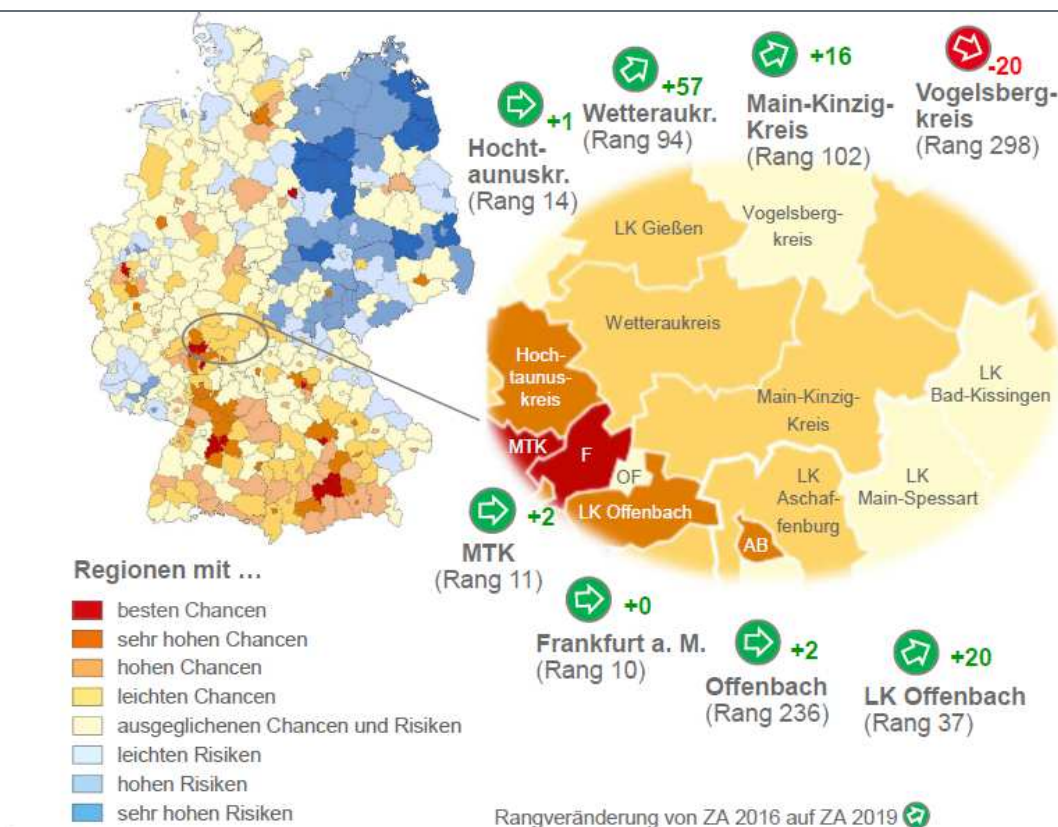 +1
Hocht-
aunuskr.
(Rang 14)
+57
Wetteraukr.
(Rang 94)
+16
Main-Kinzig-
Kreis
(Rang 102)
-20
Vogelsberg-
kreis
(Rang 298)
LK Gießen
Vogelsberg-
kreis
Wetteraukreis
Hoch-
taunus-
kreis
LK
Bad-Kissingen
Main-Kinzig-
Kreis
MTK
F
OF
LK Offenbach
LK
Aschaf-
fenburg
LK
Main-Spessart
AB
+2
MTK
(Rang 11)
+0
Frankfurt a. M.
(Rang 10)
+2
Offenbach
(Rang 236)
+20
LK Offenbach
(Rang 37)
Regionen mit ...
besten Chancen
sehr hohen Chancen
hohen Chancen
leichten Chancen
ausgeglichenen Chancen und Risiken
leichten Risiken
hohen Risiken
sehr hohen Risiken
Rangveränderung von ZA 2016 auf ZA 2019